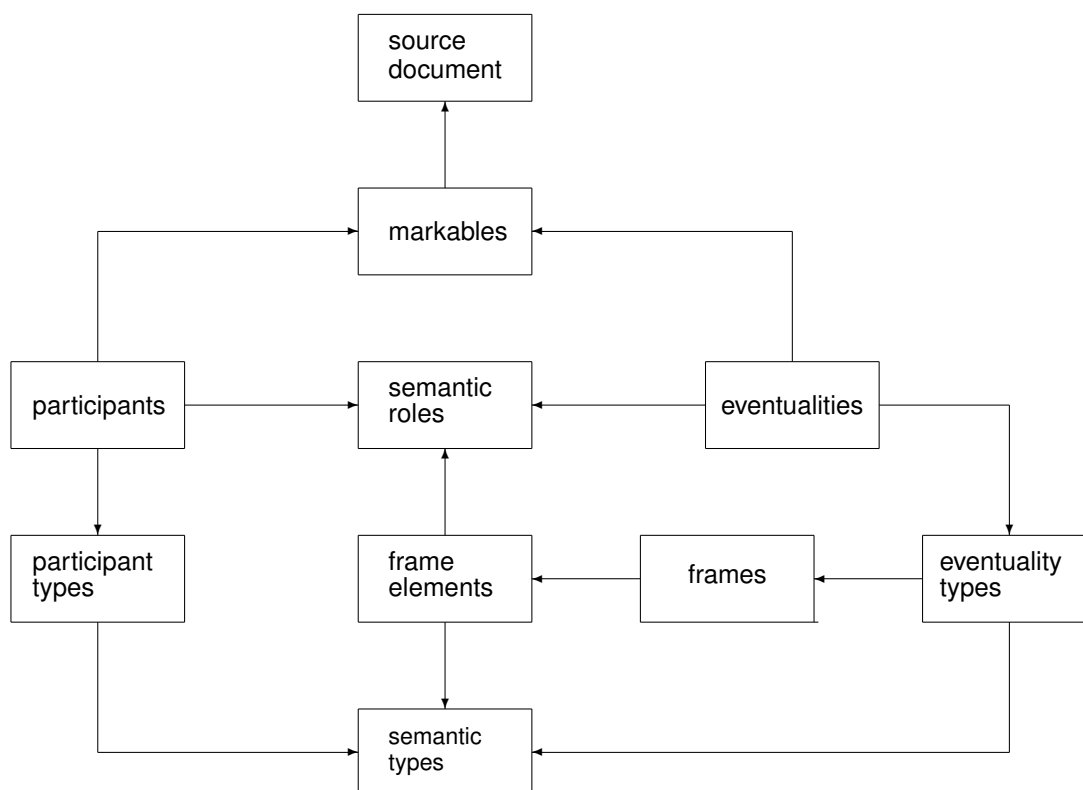 source
document
markables
participants
semantic
roles
eventualities
participant
types
frame
elements
frames
eventuality
types
semantic
types